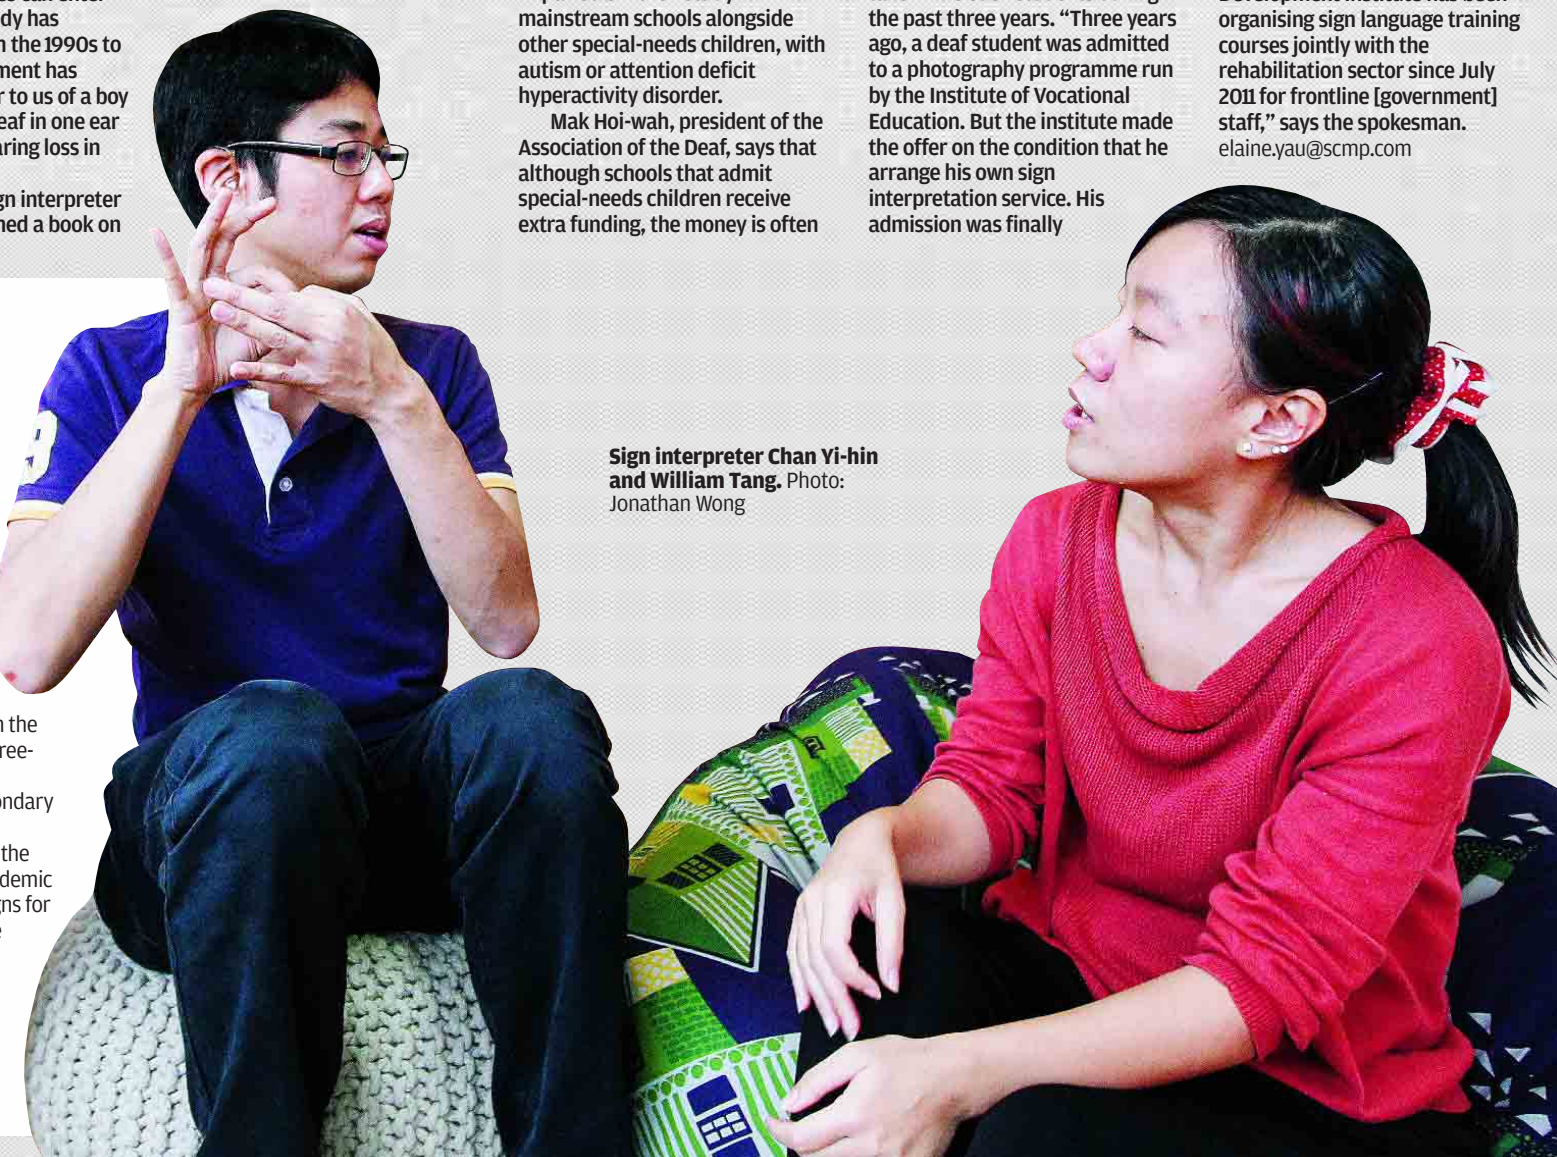 dy has
n the 1990s to
ment has
r to us of a boy
eaf in one ear
aring loss in
gn interpreter
ned a book on
n the
ree-
ondary
the
demic
gns for
e
mainstream schools alongside
other special-needs children, with
autism or attention deficit
hyperactivity disorder.
Mak Hoi-wah, president of the
Association of the Deaf, says that
although schools that admit
special-needs children receive
extra funding, the money is often
the past three years. “Three years
ago, a deaf student was admitted
to a photography programme run
by the Institute of Vocational
Education. But the institute made
the offer on the condition that he
arrange his own sign
interpretation service. His
admission was finally
Development Institute has been
organising sign language training
courses jointly with the
rehabilitation sector since July
2011 for frontline [government]
staff,” says the spokesman.
elaine.yau@scmp.com
Sign interpreter Chan Yi-hin
and William Tang. Photo:
Jonathan Wong